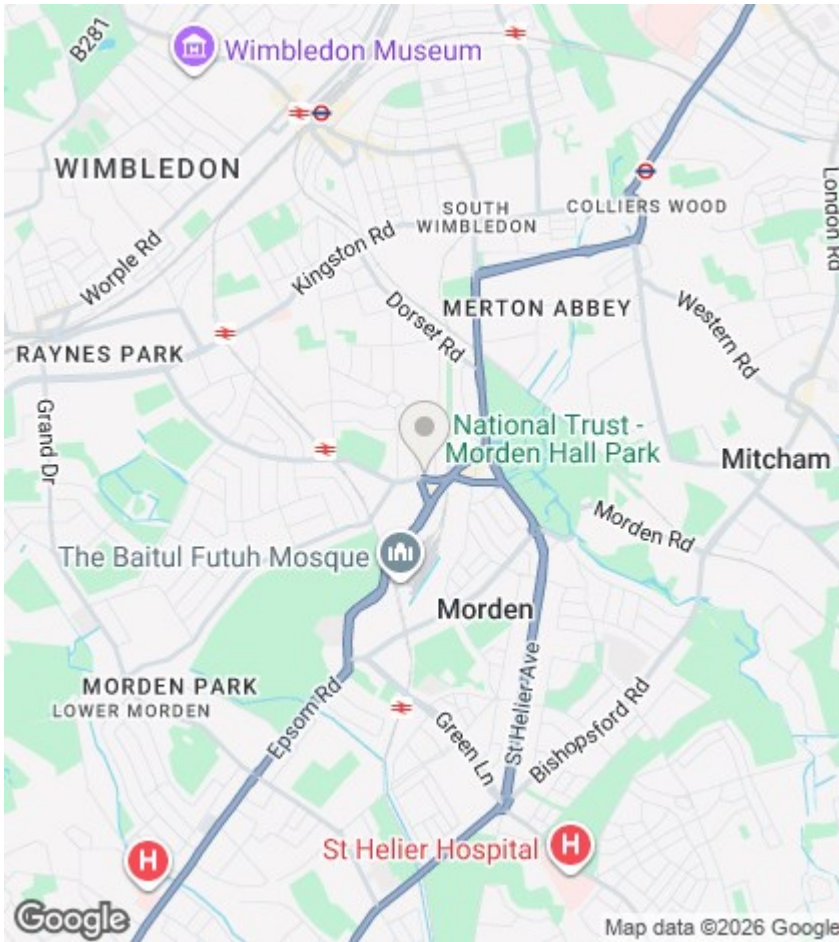 B281
Wimbledon Museum
WIMBLEDON
SOUTH
WIMBLEDON
COLLIERS WOOD
London Rd
Worple Rd
Kingston Rd
MERTON ABBEY
Dorset Rd
Western Rd
RAYNES PARK
Grand Dr
National Trust -
Morden Hall Park
Mitcham
Morden Rd
The Baitul Futuh Mosque
Morden
MORDEN PARK
LOWER MORDEN
Epsom Rd
Green Ln
St Helier Ave
Bishopsford Rd
H
St Helier Hospital
H
Google
Map data ©2026 Google